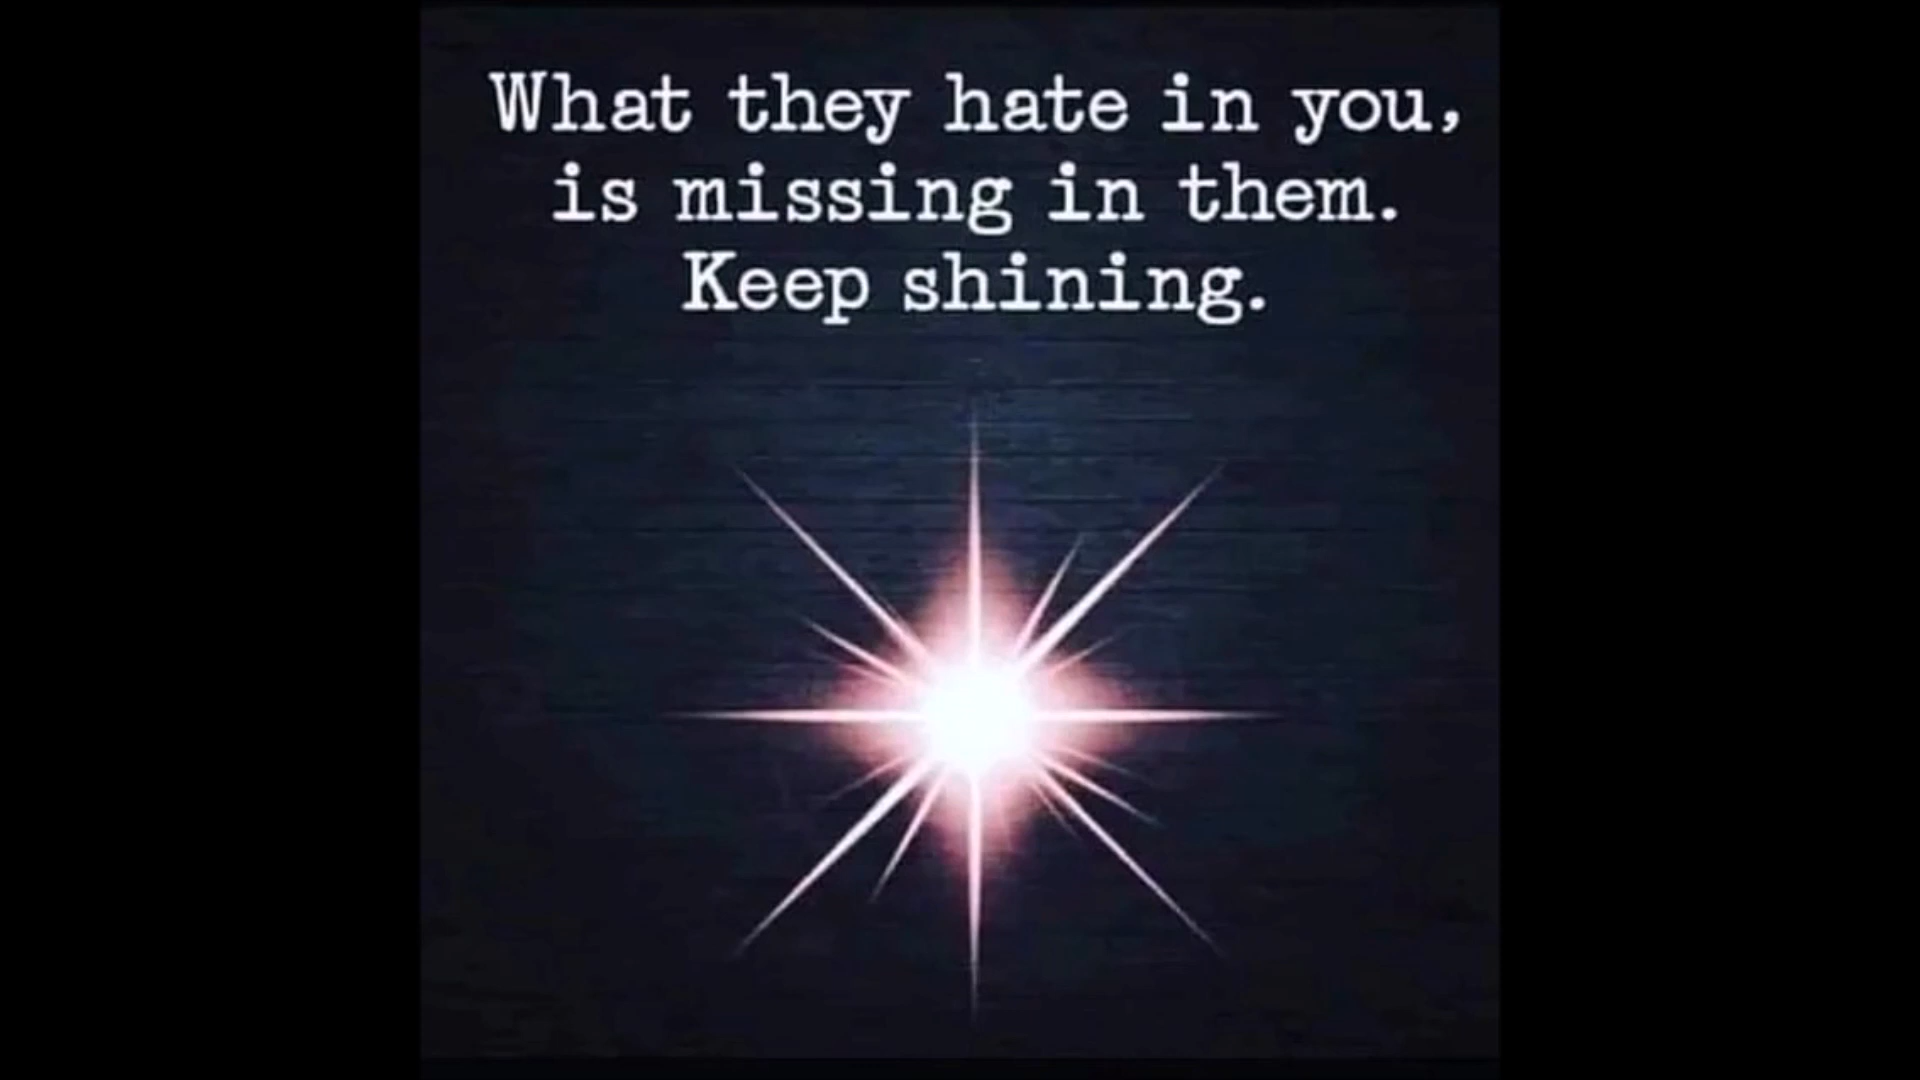 What they hate in you,
is missing in them.
Keep shining.